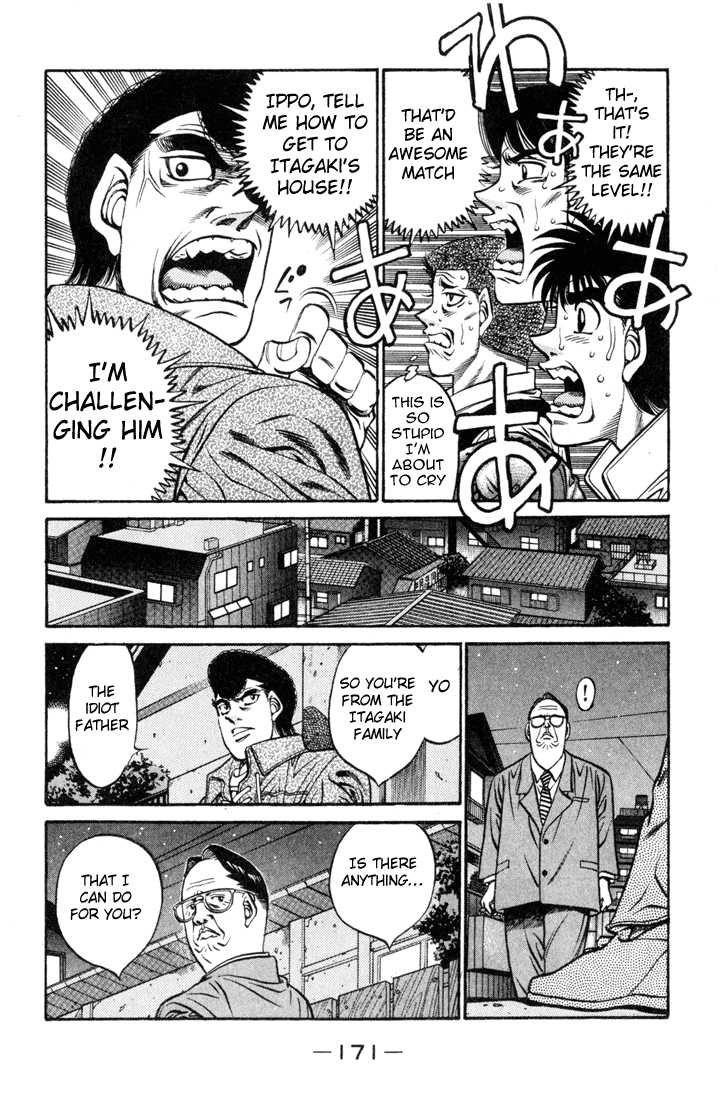 わ
あ
TH-,
THAT'S
IT!
THEY'RE
THE SAME
LEVEL!!
THAT'D
BE AN
AWESOME
MATCH
あ
あ
THIS IS
SO
STUPID
I'M
ABOUT
TO CRY
あ
IPPO, TELL
ME HOW TO
GET TO
ITAGAKI'S
HOUSE!!
ぐ
I'M
CHALLEN-
GING HIM
!!
!
YO
SO YOU'RE
FROM THE
ITAGAKI
FAMILY
THE
IDIOT
FATHER
IS THERE
ANYTHING...
THAT I
CAN DO
FOR YOU?
—171—